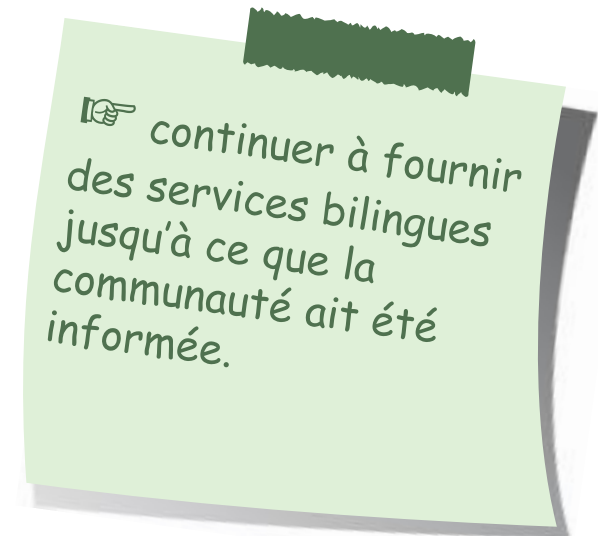 ☞ continuer à fournir
des services bilingues
jusqu'à ce que la
communauté ait été
informée.